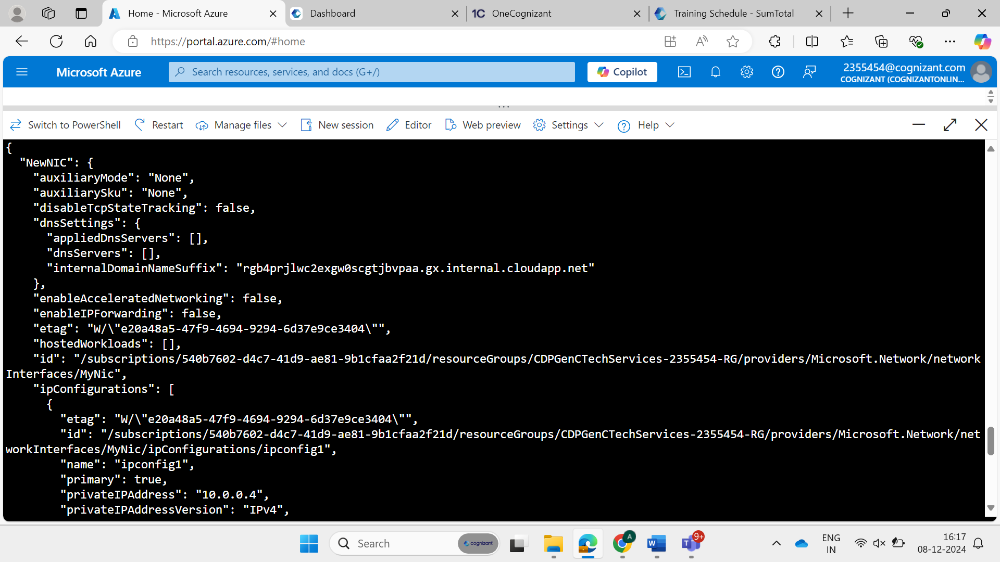 Home - Microsoft Azure
Dashboard
1C OneCognizant
Training Schedule - SumTotal
https://portal.azure.com/#home
Microsoft Azure
Search resources, services, and docs (G+/)
Copilot
2355454@cognizant.com
COGNIZANT (COGNIZANTONLIN...
Switch to PowerShell
Restart
Manage files
New session
Editor
Web preview
Settings
Help
{
"NewNIC": {
"auxiliaryMode": "None",
"auxiliarySku": "None",
"disableTcpStateTracking": false,
"dnsSettings": {
"appliedDnsServers": [],
"dnsServers": [],
"internalDomainNameSuffix": "rgb4prjlwc2exgw0scgtjbvpaa.gx.internal.cloudapp.net"
},
"enableAcceleratedNetworking": false,
"enableIPForwarding": false,
"etag": "W/\"e20a48a5-47f9-4694-9294-6d37e9ce3404\"",
"hostedWorkloads": [],
"id": "/subscriptions/540b7602-d4c7-41d9-ae81-9b1cfaa2f21d/resourceGroups/CDPGenCTechServices-2355454-RG/providers/Microsoft.Network/network
Interfaces/MyNic",
"ipConfigurations": [
{
"etag": "W/\"e20a48a5-47f9-4694-9294-6d37e9ce3404\"",
"id": "/subscriptions/540b7602-d4c7-41d9-ae81-9b1cfaa2f21d/resourceGroups/CDPGenCTechServices-2355454-RG/providers/Microsoft.Network/net
workInterfaces/MyNic/ipConfigurations/ipconfig1",
"name": "ipconfig1",
"primary": true,
"privateIPAddress": "10.0.0.4",
"privateIPAddressVersion": "IPv4",
Search
cognizant
A
W
T
9+
ENG
IN
16:17
08-12-2024